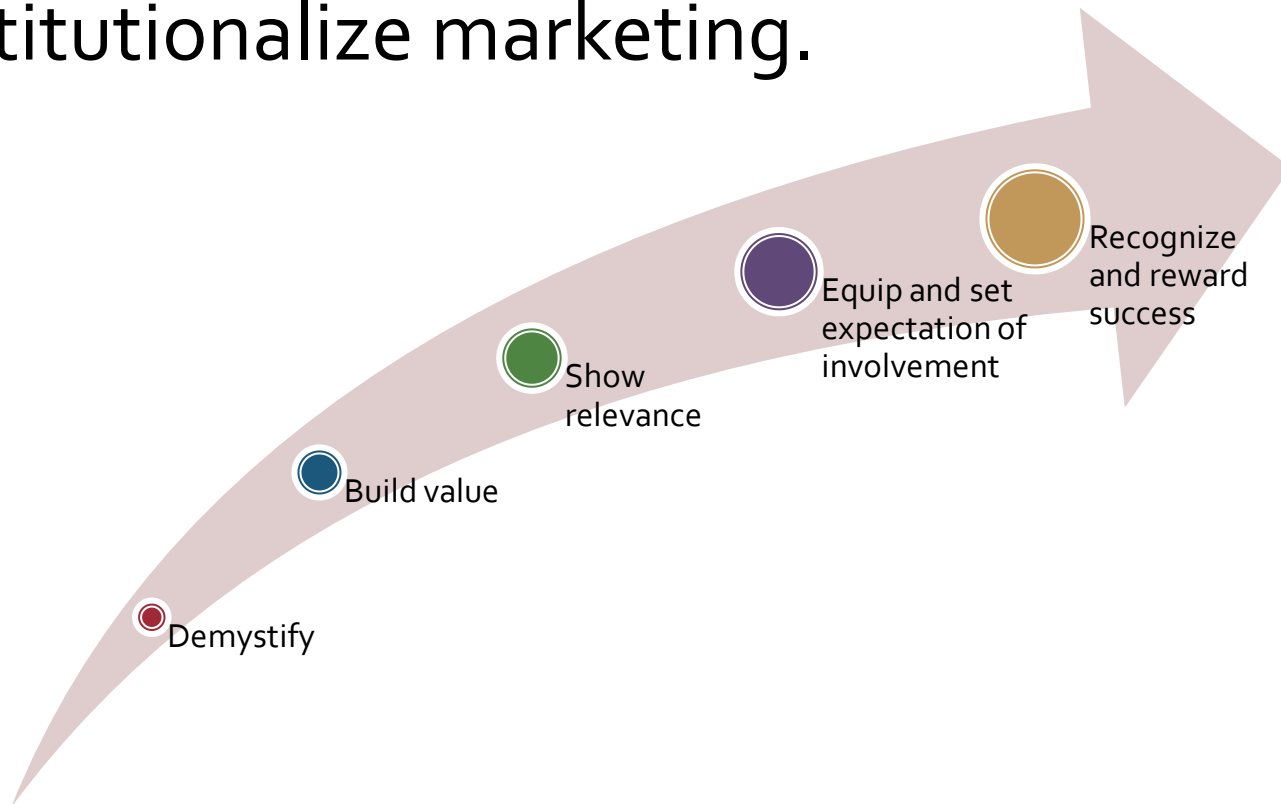 titutionalize marketing.
Recognize
and reward
success
Equip and set
expectation of
involvement
Show
relevance
Build value
Demystify